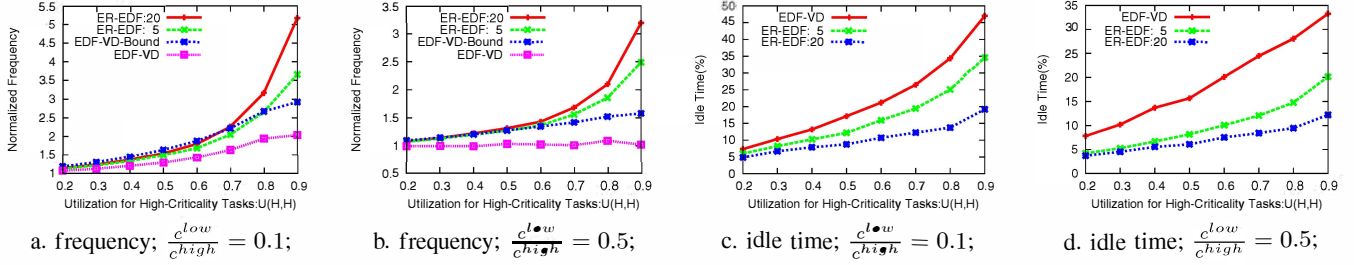 ER-EDF:20
ER-EDF: 5
EDF-VD-Bound
EDF-VD
Normalized Frequency
5.5
5
4.5
4
3.5
3
2.5
2
1.5
1
0.2 0.3 0.4 0.5 0.6 0.7 0.8 0.9
Utilization for High-Criticality Tasks:U(H,H)
a. frequency; c^low/c^high = 0.1;
ER-EDF:20
ER-EDF: 5
EDF-VD-Bound
EDF-VD
Normalized Frequency
3.5
3
2.5
2
1.5
1
0.5
0.2 0.3 0.4 0.5 0.6 0.7 0.8 0.9
Utilization for High-Criticality Tasks:U(H,H)
b. frequency; c^low/c^high = 0.5;
EDF-VD
ER-EDF: 5
ER-EDF:20
Idle Time(%)
50
45
40
35
30
25
20
15
10
5
0
0.2 0.3 0.4 0.5 0.6 0.7 0.8 0.9
Utilization for High-Criticality Tasks:U(H,H)
c. idle time; c^low/c^high = 0.1;
EDF-VD
ER-EDF: 5
ER-EDF:20
Idle Time(%)
35
30
25
20
15
10
5
0
0.2 0.3 0.4 0.5 0.6 0.7 0.8 0.9
Utilization for High-Criticality Tasks:U(H,H)
d. idle time; c^low/c^high = 0.5;